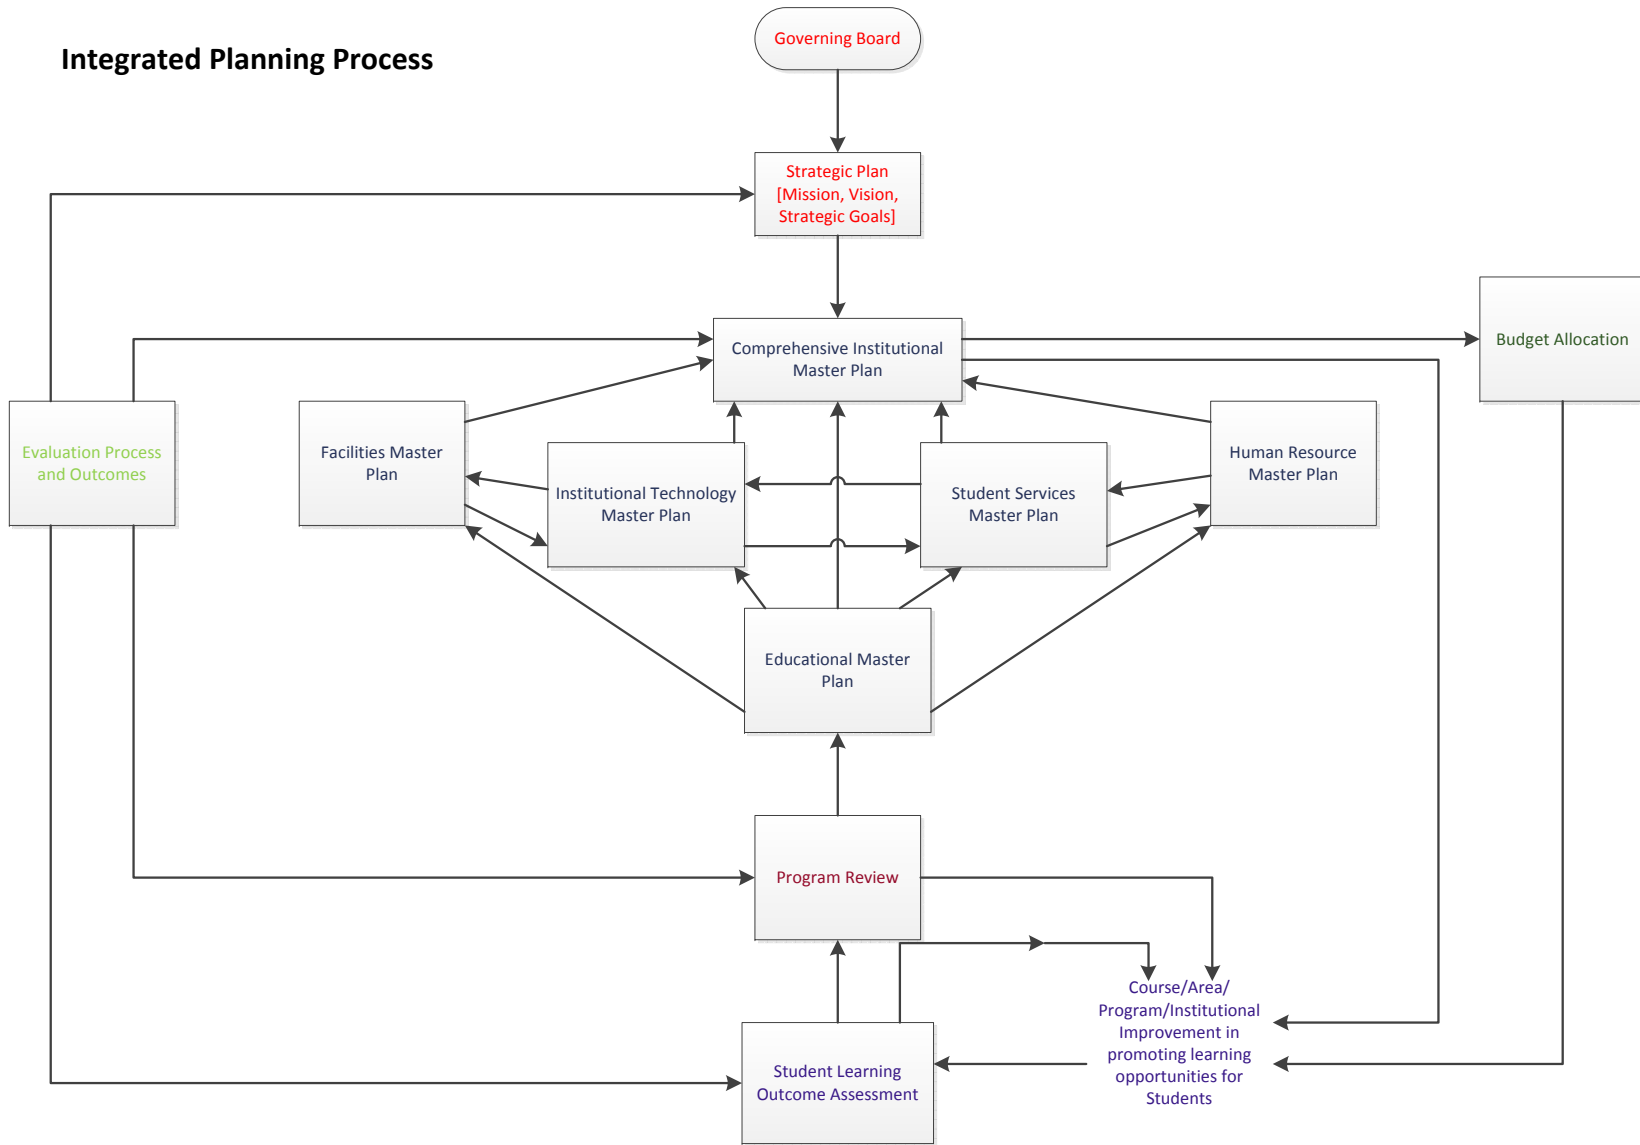 Integrated Planning Process
Governing Board
Strategic Plan
[Mission, Vision,
Strategic Goals]
Comprehensive Institutional
Master Plan
Budget Allocation
Evaluation Process
and Outcomes
Facilities Master
Plan
Institutional Technology
Master Plan
Student Services
Master Plan
Human Resource
Master Plan
Educational Master
Plan
Program Review
Course/Area/
Program/Institutional
Improvement in
promoting learning
opportunities for
Students
Student Learning
Outcome Assessment